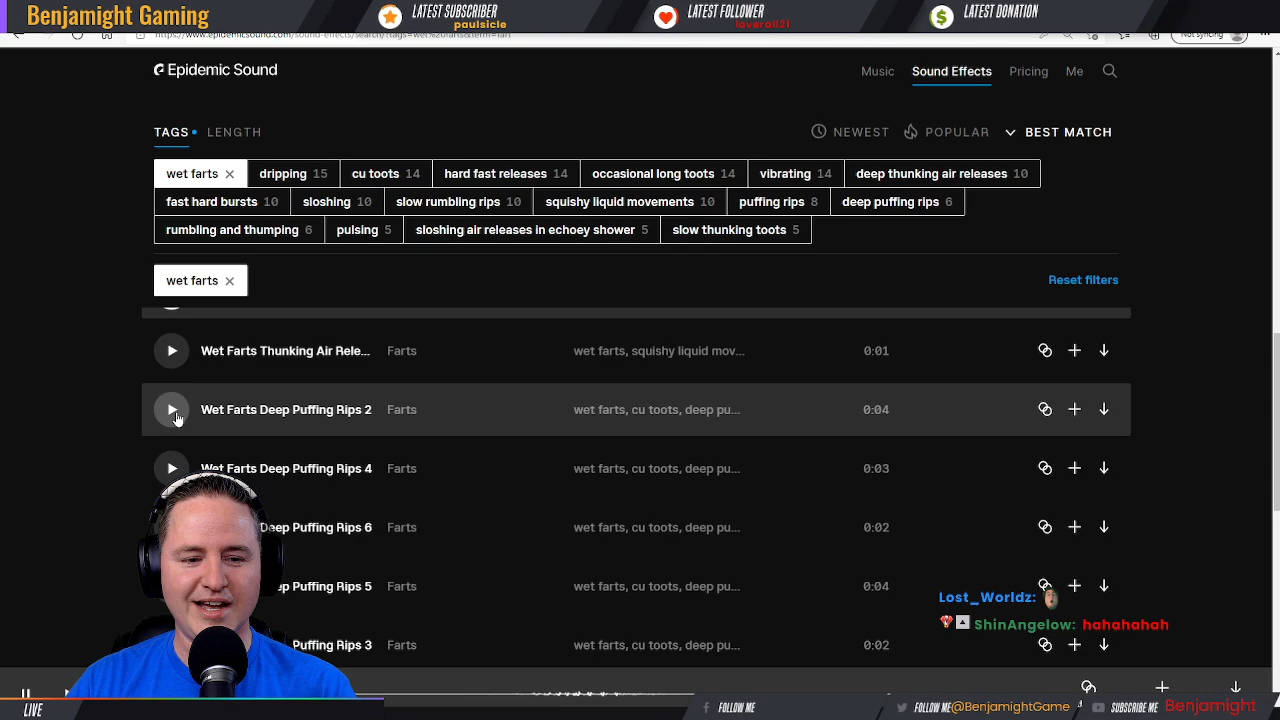 Benjamight Gaming
LATEST SUBSCRIBER
paulsicle
LATEST FOLLOWER
LATEST DONATION
Not syncing
Epidemic Sound
Music Sound Effects Pricing Me
TAGS LENGTH NEWEST POPULAR BEST MATCH
wet farts dripping 15 cu toots 14 hard fast releases 14 occasional long toots 14 vibrating 14 deep thunking air releases 10
fast hard bursts 10 sloshing 10 slow rumbling rips 10 squishy liquid movements 10 puffing rips 8 deep puffing rips 6
rumbling and thumping 6 pulsing 5 sloshing air releases in echoey shower 5 slow thunking toots 5
wet farts Reset filters
Wet Farts Thunking Air Rele... Farts wet farts, squishy liquid mov... 0:01
Wet Farts Deep Puffing Rips 2 Farts wet farts, cu toots, deep pu... 0:04
Wet Farts Deep Puffing Rips 4 Farts wet farts, cu toots, deep pu... 0:03
Deep Puffing Rips 6 Farts wet farts, cu toots, deep pu... 0:02
Deep Puffing Rips 5 Farts wet farts, cu toots, deep pu... 0:04
Lost_Worldz:
ShinAngelow: hahahahah
Puffing Rips 3 Farts wet farts, cu toots, deep pu... 0:02
LIVE FOLLOW ME FOLLOW ME @BenjamightGame SUBSCRIBE ME Benjamight